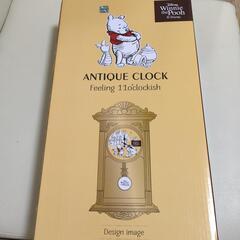 Disney
Winnie
the Pooh
ANTIQUE CLOCK
Feeling 11o'clockish
Design image